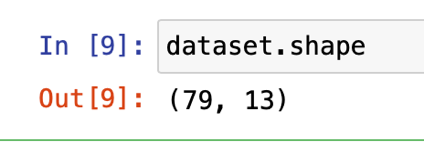 In [9]: dataset.shape
Out[9]: (79, 13)